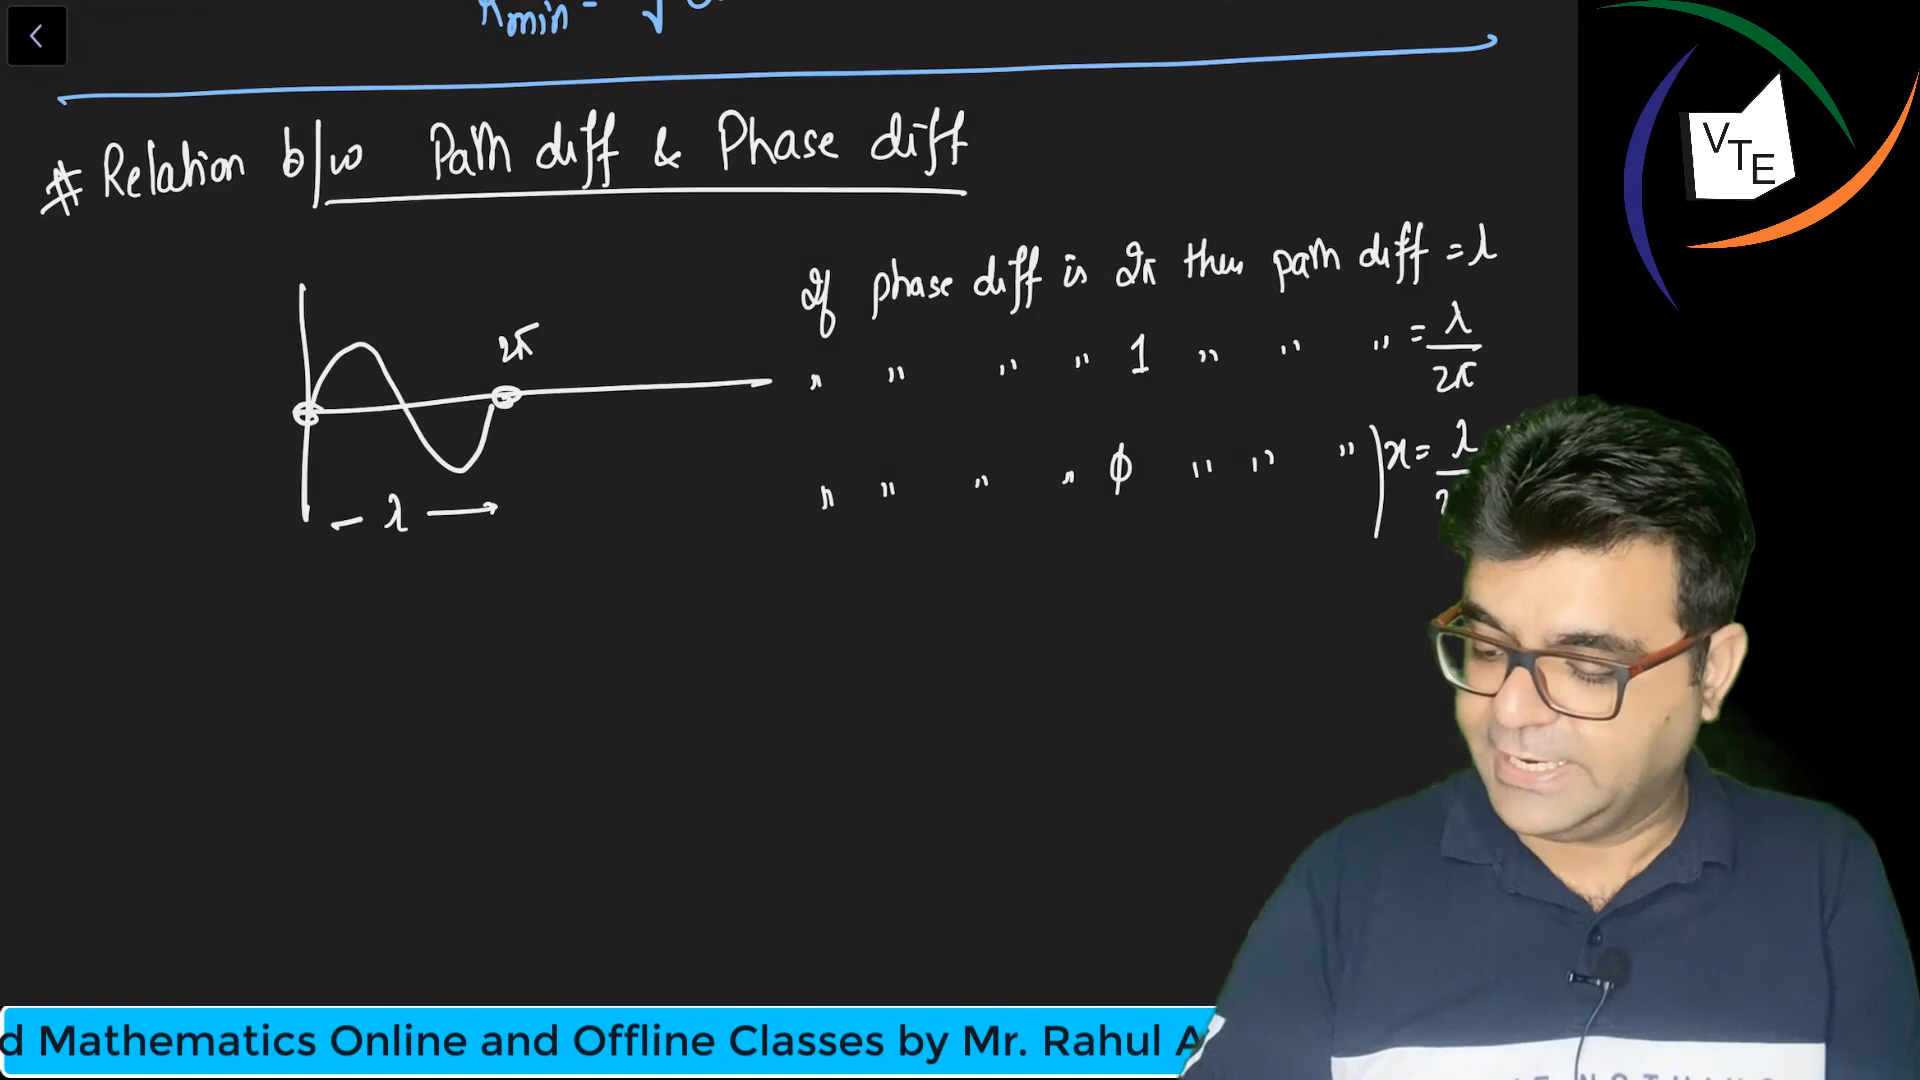 Rmin = √
# Relation b/w Path diff & Phase diff
If phase diff is 2π then path diff = λ
" " " " 1 " " " = λ/2π
" " " " φ " " " x = λ
2π
λ
VTE
d Mathematics Online and Offline Classes by Mr. Rahul A